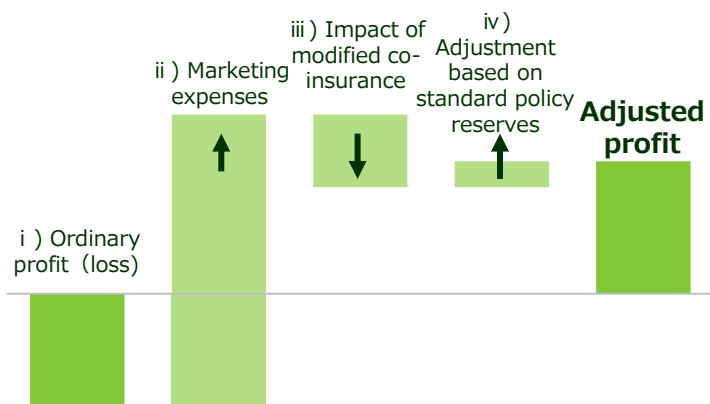 ⅰ) Ordinary
profit (loss)
ⅱ) Marketing
expenses
ⅲ) Impact of
modified co-
insurance
ⅳ)
Adjustment
based on
standard policy
reserves
Adjusted
profit